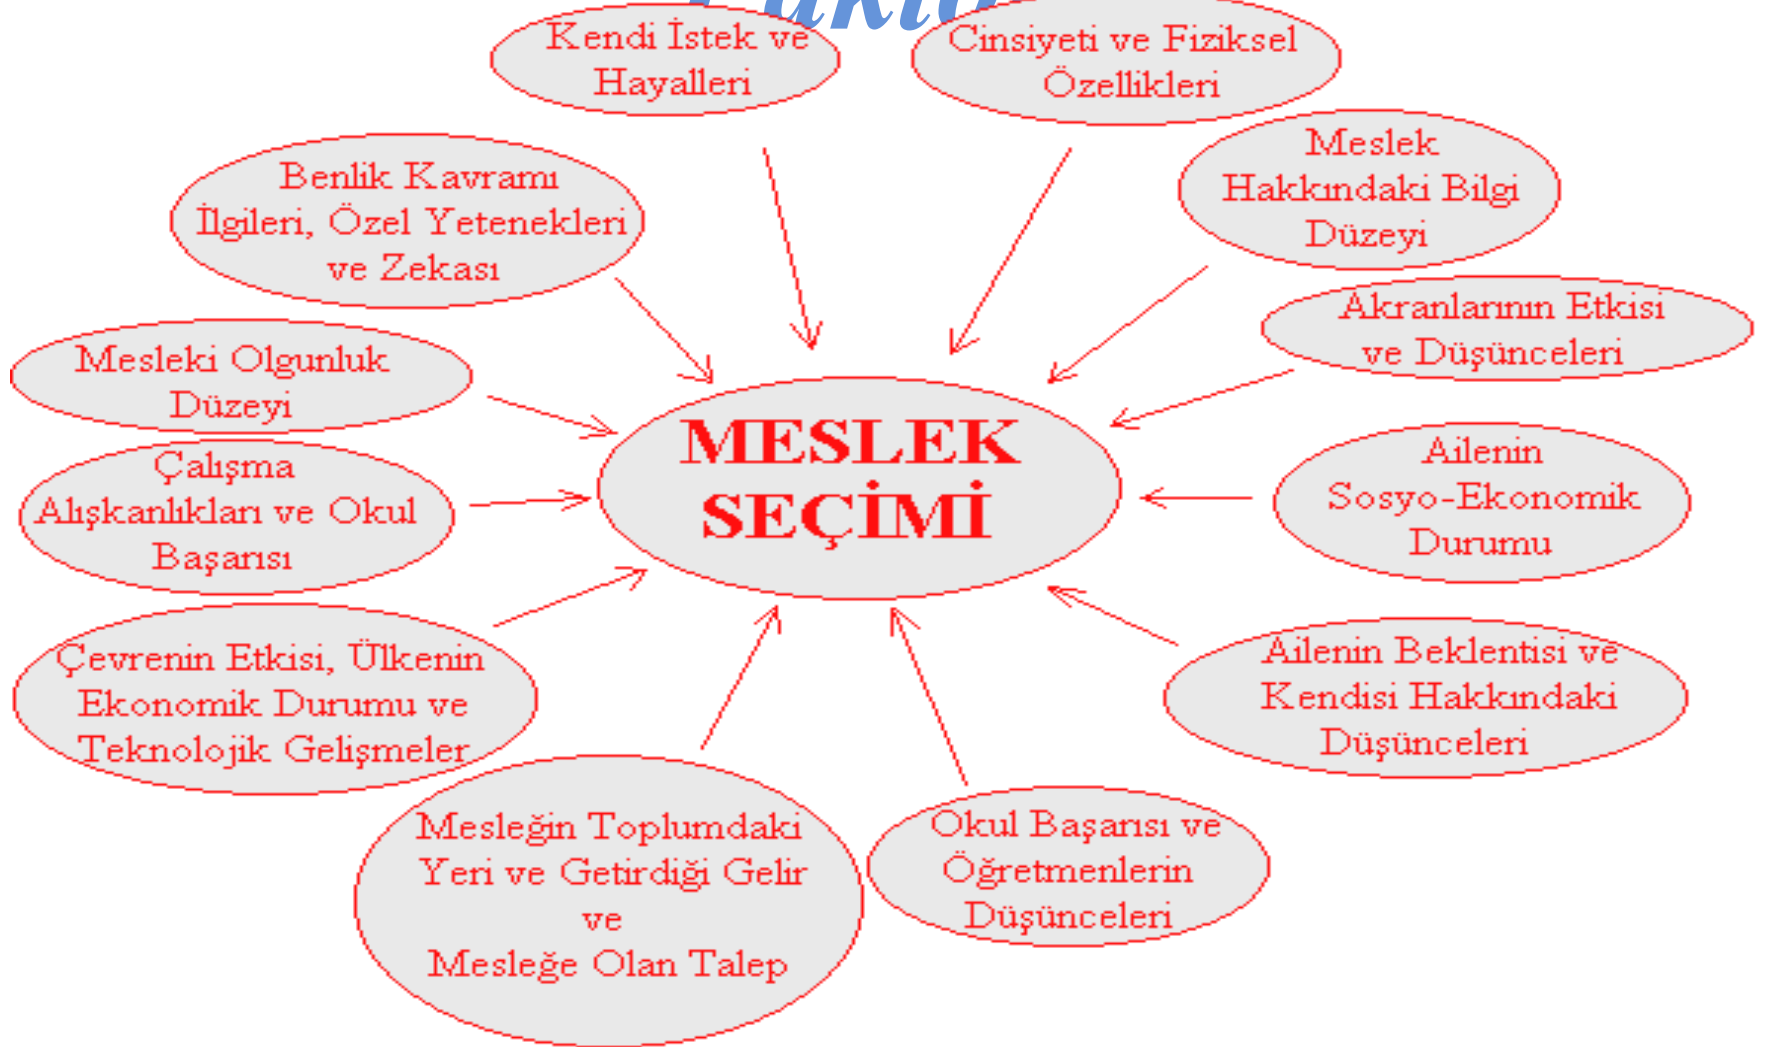 Kendi İstek ve
Hayalleri
Cinsiyeti ve Fiziksel
Özellikleri
Meslek
Hakkındaki Bilgi
Düzeyi
Benlik Kavramı
İlgileri, Özel Yetenekleri
ve Zekası
Akranlarının Etkisi
ve Düşünceleri
Mesleki Olgunluk
Düzeyi
MESLEK
SEÇİMİ
Ailenin
Sosyo-Ekonomik
Durumu
Çalışma
Alışkanlıkları ve Okul
Başarısı
Ailenin Beklentisi ve
Kendisi Hakkındaki
Düşünceleri
Çevrenin Etkisi, Ülkenin
Ekonomik Durumu ve
Teknolojik Gelişmeler
Mesleğin Toplumdaki
Yeri ve Getirdiği Gelir
ve
Mesleğe Olan Talep
Okul Başarısı ve
Öğretmenlerin
Düşünceleri